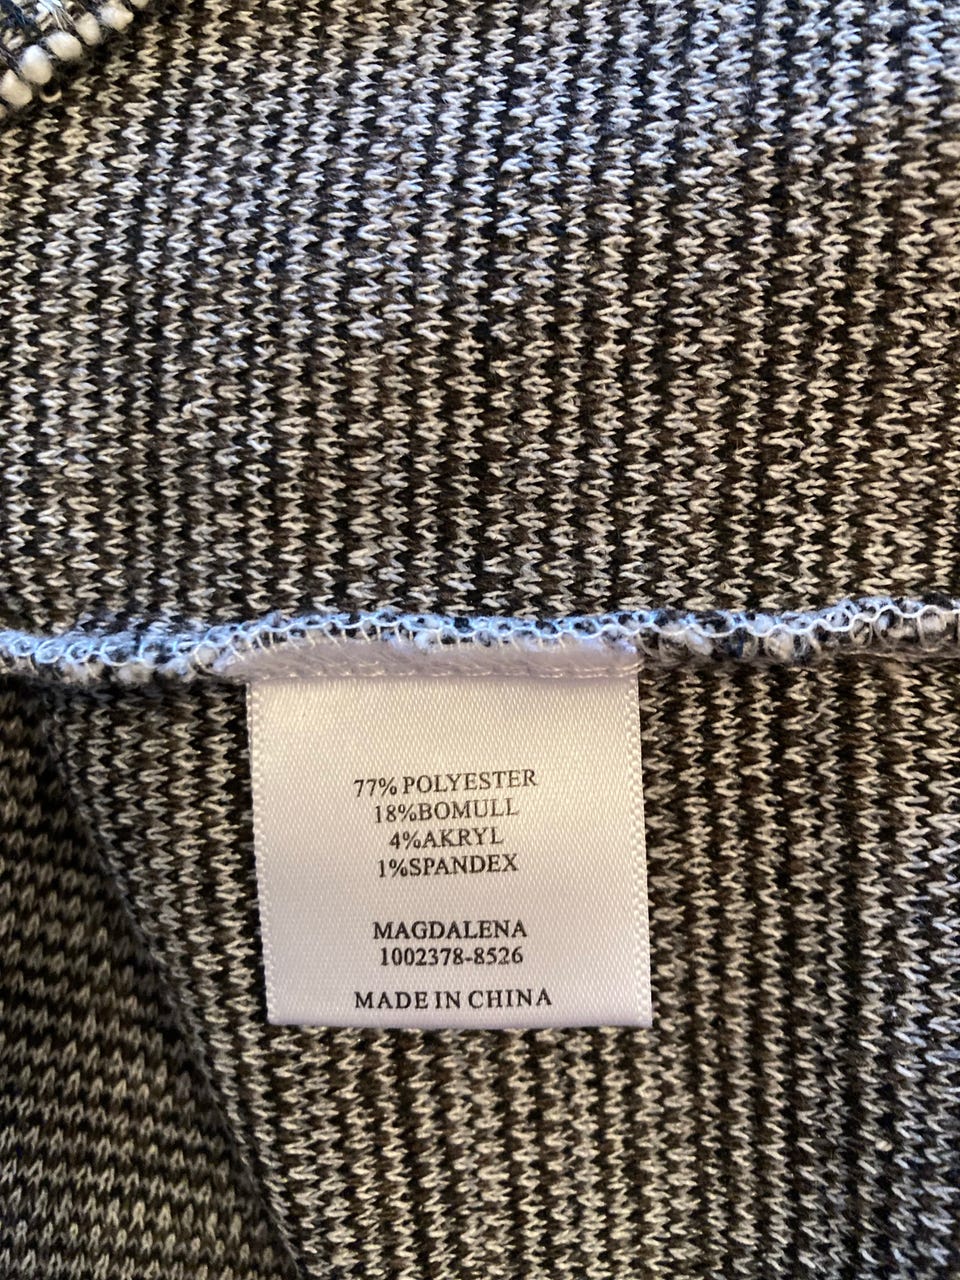 77% POLYESTER
18%BOMULL
4%AKRYL
1%SPANDEX
MAGDALENA
1002378-8526
MADE IN CHINA